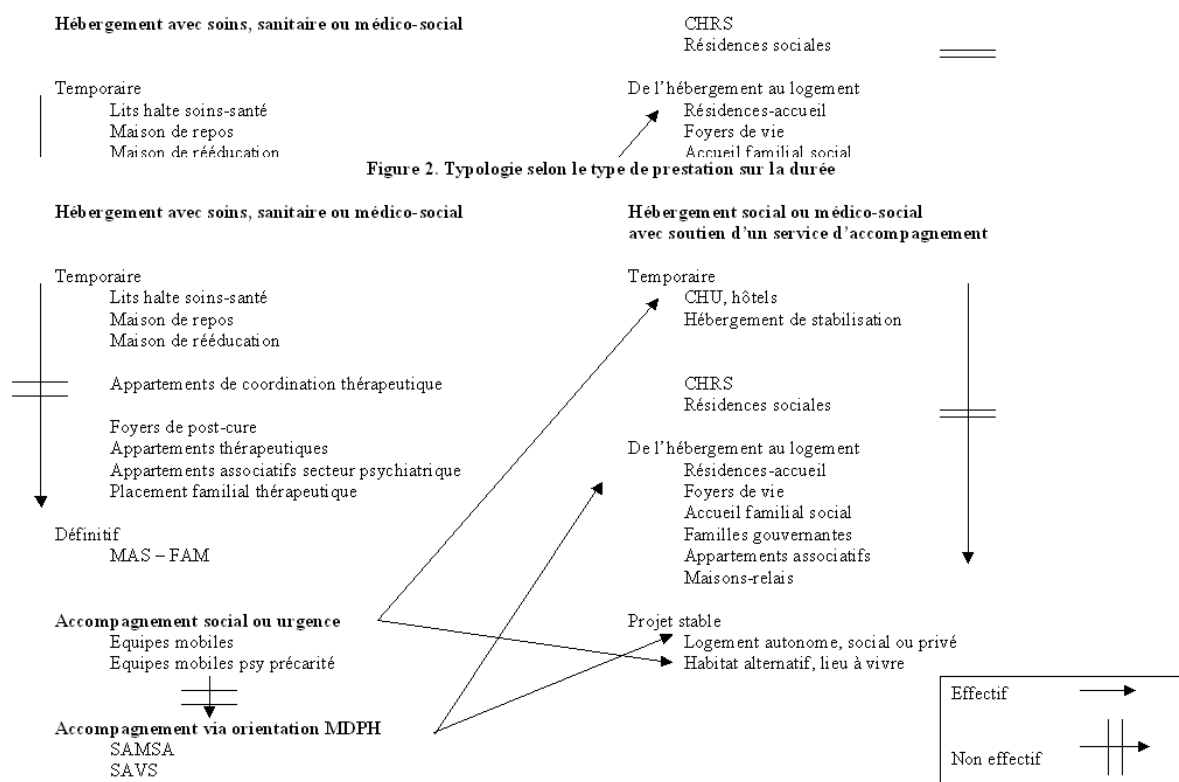 Hébergement avec soins, sanitaire ou médico-social
CHRS
Résidences sociales
Temporaire
Lits halte soins-santé
Maison de repos
Maison de rééducation
De l'hébergement au logement
Résidences-accueil
Foyers de vie
Accueil familial social
Figure 2. Typologie selon le type de prestation sur la durée
Hébergement avec soins, sanitaire ou médico-social
Temporaire
Lits halte soins-santé
Maison de repos
Maison de rééducation
Appartements de coordination thérapeutique
Foyers de post-cure
Appartements thérapeutiques
Appartements associatifs secteur psychiatrique
Placement familial thérapeutique
Définitif
MAS – FAM
Accompagnement social ou urgence
Equipes mobiles
Equipes mobiles psy précarité
Accompagnement via orientation MDPH
SAMSA
SAVS
Hébergement social ou médico-social
avec soutien d'un service d'accompagnement
Temporaire
CHU, hôtels
Hébergement de stabilisation
CHRS
Résidences sociales
De l'hébergement au logement
Résidences-accueil
Foyers de vie
Accueil familial social
Familles gouvernantes
Appartements associatifs
Maisons-relais
Projet stable
Logement autonome, social ou privé
Habitat alternatif, lieu à vivre
Effectif
Non effectif